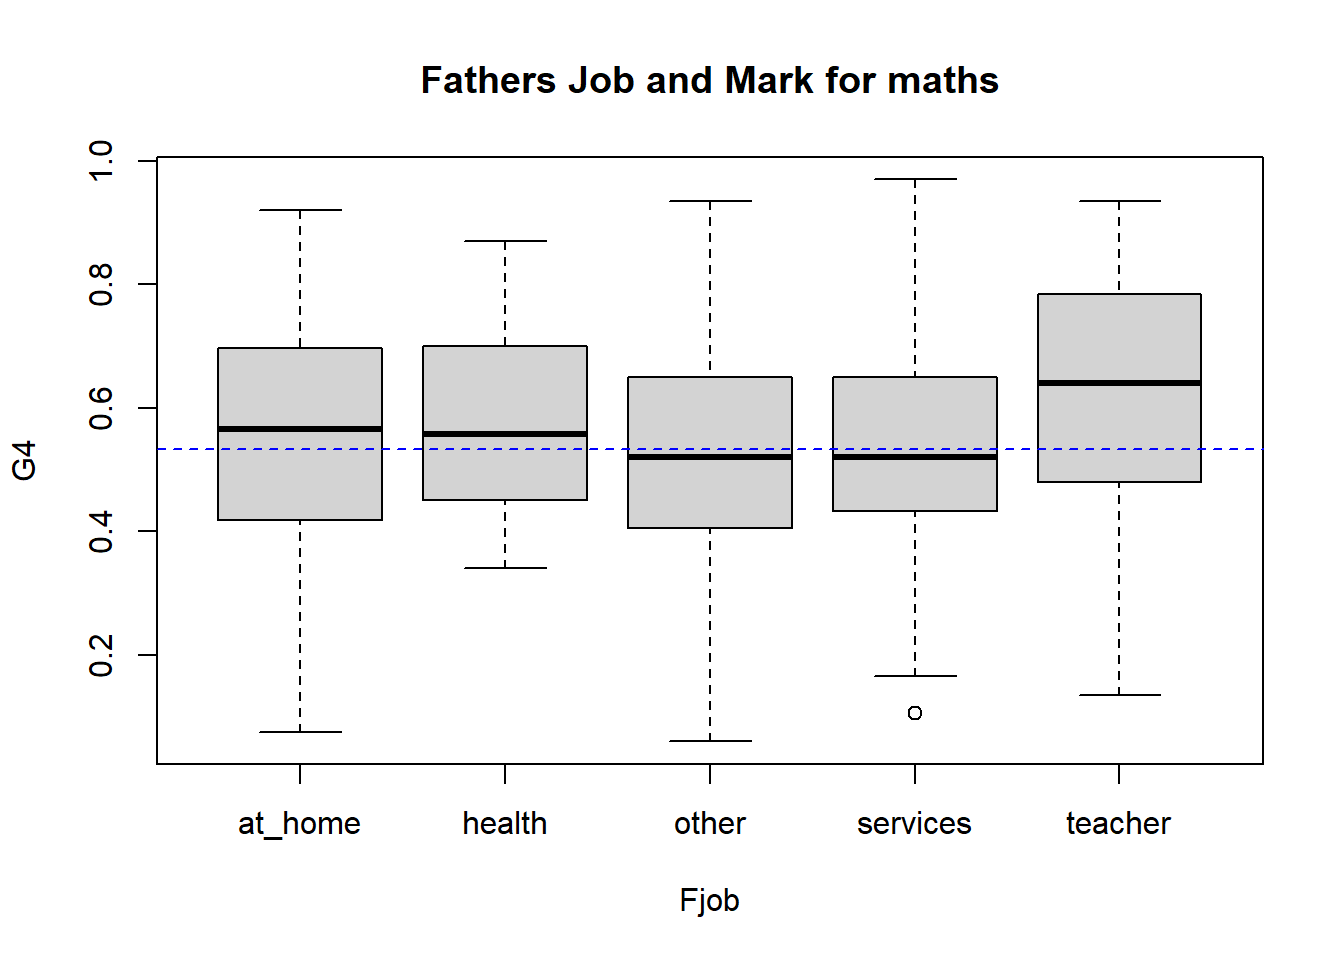 Fathers Job and Mark for maths
G4
1.0
0.8
0.6
0.4
0.2
at_home health other services teacher
Fjob